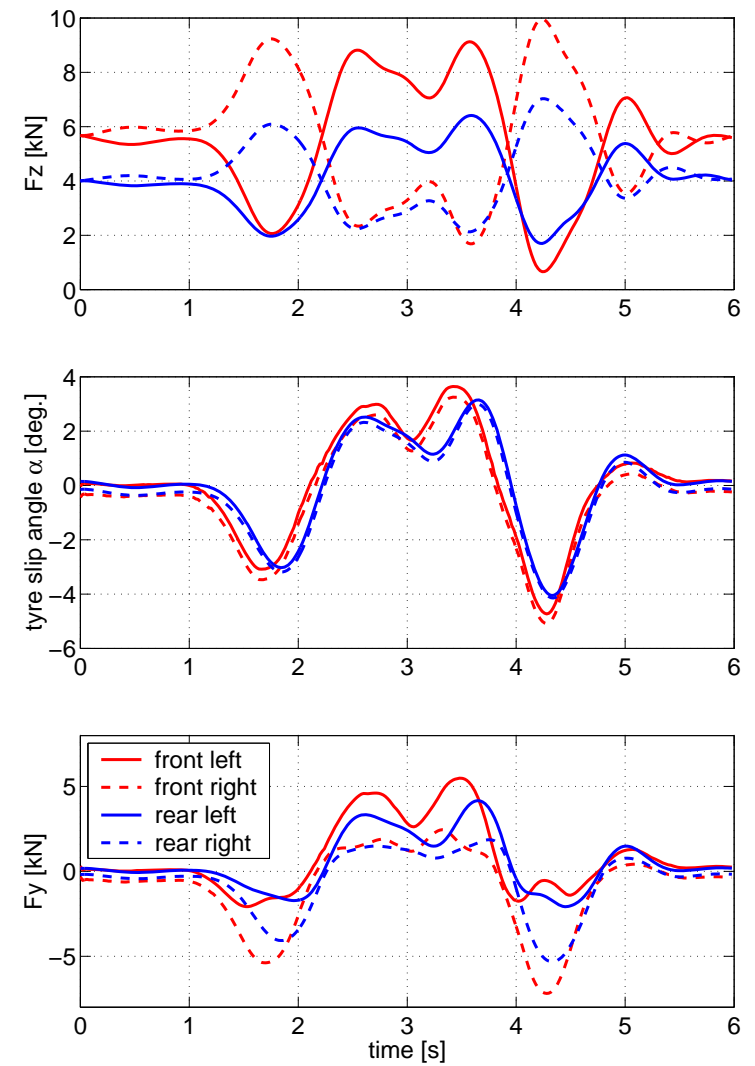 10
8
6
4
2
0
Fz [kN]
0 1 2 3 4 5 6
4
2
0
−2
−4
−6
tyre slip angle α [deg.]
0 1 2 3 4 5 6
5
0
−5
Fy [kN]
front left
front right
rear left
rear right
0 1 2 3 4 5 6
time [s]